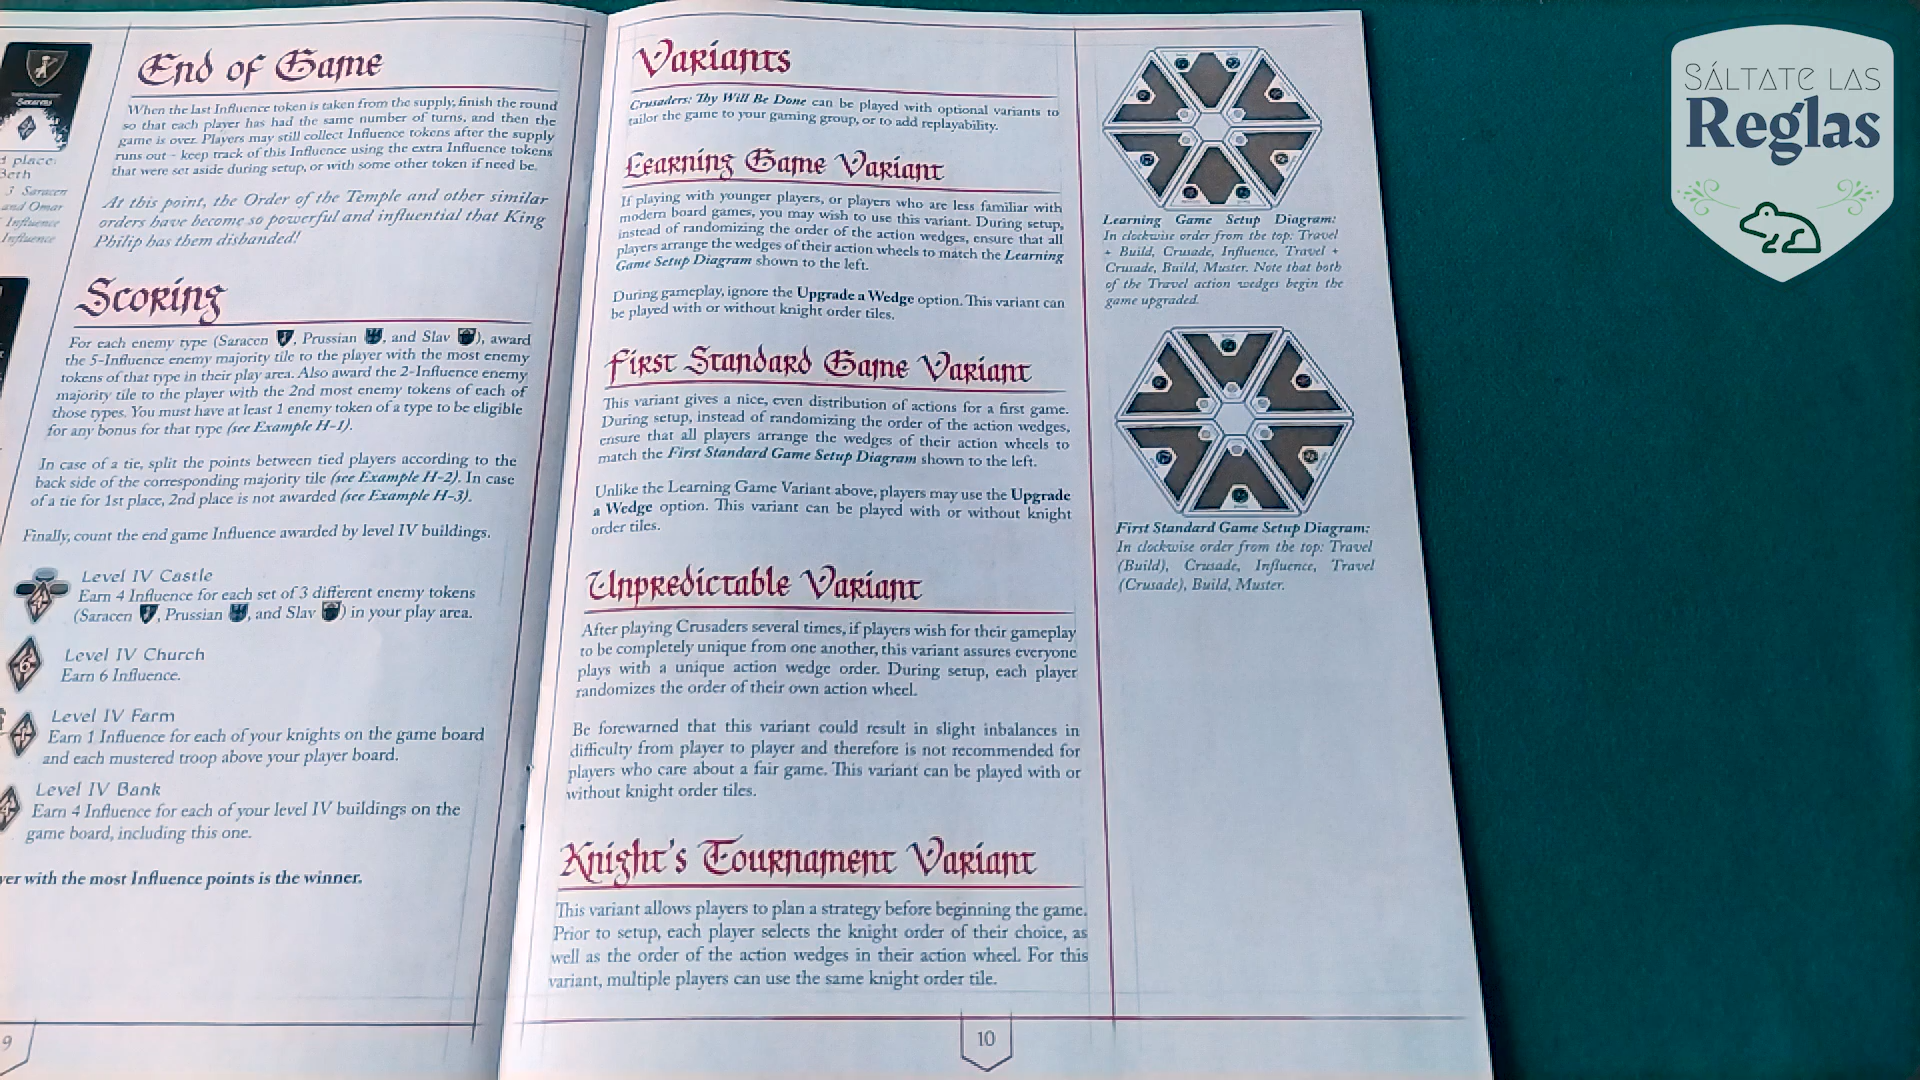 Saracens
d place:
Beth
3 Saracen
and Omar
Influence
Influence
End of Game
When the last Influence token is taken from the supply, finish the round
so that each player has had the same number of turns, and then the
game is over. Players may still collect Influence tokens after the supply
runs out – keep track of this Influence using the extra Influence tokens
that were set aside during setup, or with some other token if need be.
At this point, the Order of the Temple and other similar
orders have become so powerful and influential that King
Philip has them disbanded!
Scoring
For each enemy type (Saracen , Prussian , and Slav ), award
the 5-Influence enemy majority tile to the player with the most enemy
tokens of that type in their play area. Also award the 2-Influence enemy
majority tile to the player with the 2nd most enemy tokens of each of
those types. You must have at least 1 enemy token of a type to be eligible
for any bonus for that type (see Example H-1).
In case of a tie, split the points between tied players according to the
back side of the corresponding majority tile (see Example H-2). In case
of a tie for 1st place, 2nd place is not awarded (see Example H-3).
Finally, count the end game Influence awarded by level IV buildings.
Level IV Castle
Earn 4 Influence for each set of 3 different enemy tokens
(Saracen , Prussian , and Slav ) in your play area.
Level IV Church
6
Earn 6 Influence.
Level IV Farm
Earn 1 Influence for each of your knights on the game board
and each mustered troop above your player board.
Level IV Bank
Earn 4 Influence for each of your level IV buildings on the
game board, including this one.
yer with the most Influence points is the winner.
9
Variants
Crusaders: Thy Will Be Done can be played with optional variants to
tailor the game to your gaming group, or to add replayability.
Learning Game Variant
If playing with younger players, or players who are less familiar with
modern board games, you may wish to use this variant. During setup,
instead of randomizing the order of the action wedges, ensure that all
players arrange the wedges of their action wheels to match the Learning
Game Setup Diagram shown to the left.
During gameplay, ignore the Upgrade a Wedge option. This variant can
be played with or without knight order tiles.
First Standard Game Variant
This variant gives a nice, even distribution of actions for a first game.
During setup, instead of randomizing the order of the action wedges,
ensure that all players arrange the wedges of their action wheels to
match the First Standard Game Setup Diagram shown to the left.
Unlike the Learning Game Variant above, players may use the Upgrade
a Wedge option. This variant can be played with or without knight
order tiles.
Unpredictable Variant
After playing Crusaders several times, if players wish for their gameplay
to be completely unique from one another, this variant assures everyone
plays with a unique action wedge order. During setup, each player
randomizes the order of their own action wheel.
Be forewarned that this variant could result in slight inbalances in
difficulty from player to player and therefore is not recommended for
players who care about a fair game. This variant can be played with or
without knight order tiles.
Knight's Tournament Variant
This variant allows players to plan a strategy before beginning the game.
Prior to setup, each player selects the knight order of their choice, as
well as the order of the action wedges in their action wheel. For this
variant, multiple players can use the same knight order tile.
10
Learning Game Setup Diagram:
In clockwise order from the top: Travel
+ Build, Crusade, Influence, Travel +
Crusade, Build, Muster. Note that both
of the Travel action wedges begin the
game upgraded.
First Standard Game Setup Diagram:
In clockwise order from the top: Travel
(Build), Crusade, Influence, Travel
(Crusade), Build, Muster.
SÁLTATE LAS
Reglas